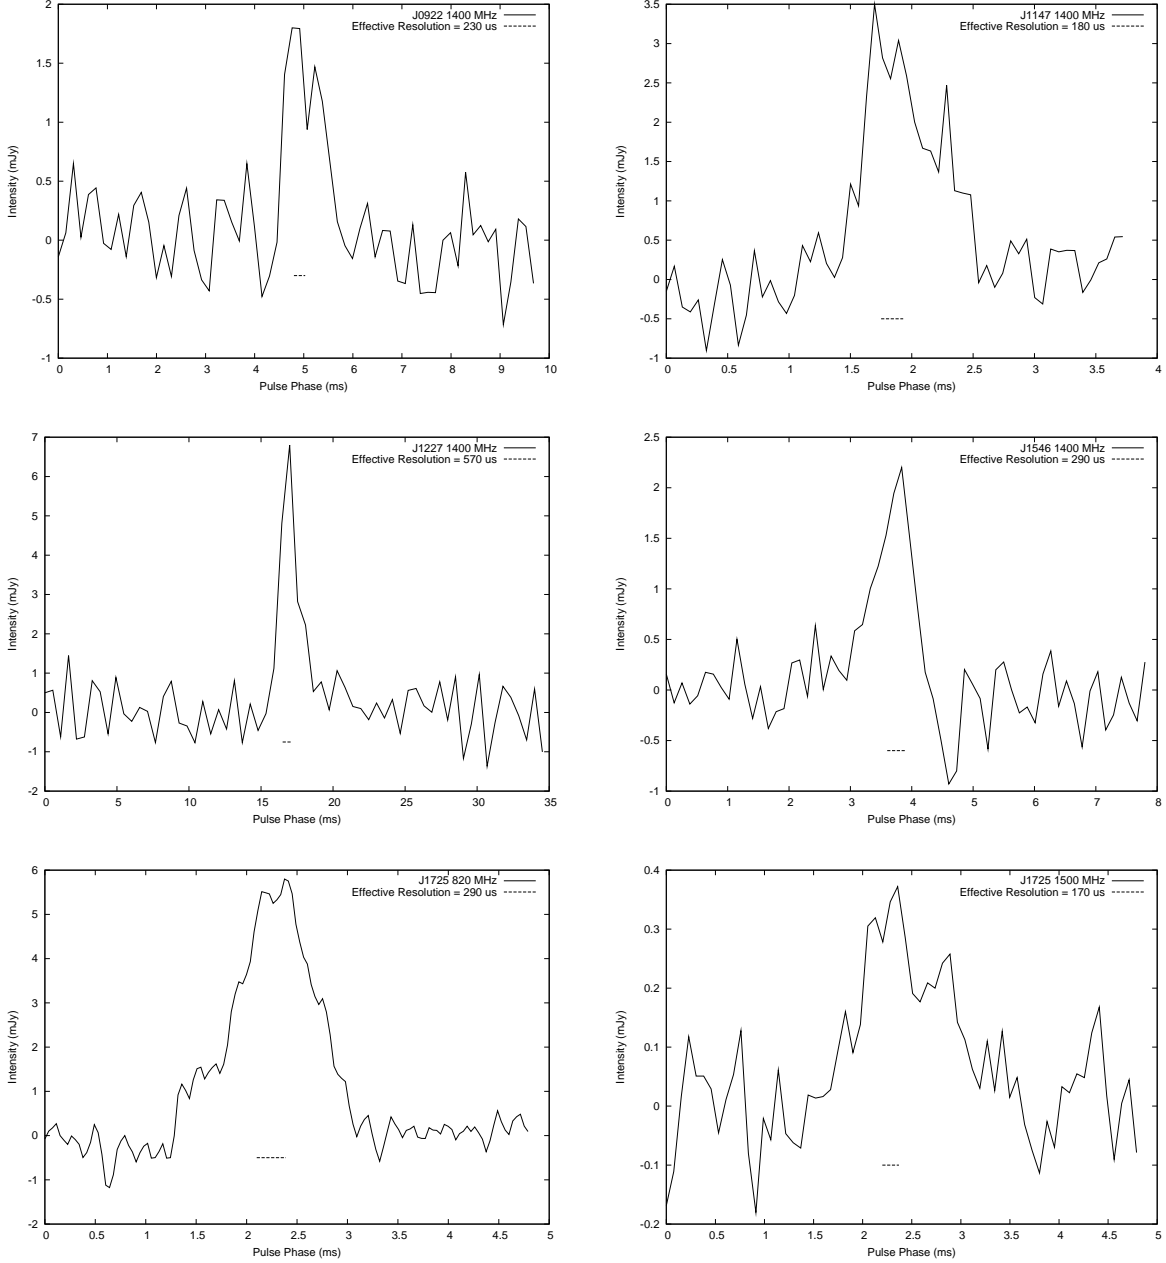 J0922 1400 MHz
Effective Resolution = 230 us
2
1.5
1
0.5
0
-0.5
-1
Intensity (mJy)
0 1 2 3 4 5 6 7 8 9 10
Pulse Phase (ms)
J1147 1400 MHz
Effective Resolution = 180 us
3.5
3
2.5
2
1.5
1
0.5
0
-0.5
-1
Intensity (mJy)
0 0.5 1 1.5 2 2.5 3 3.5 4
Pulse Phase (ms)
J1227 1400 MHz
Effective Resolution = 570 us
7
6
5
4
3
2
1
0
-1
-2
Intensity (mJy)
0 5 10 15 20 25 30 35
Pulse Phase (ms)
J1546 1400 MHz
Effective Resolution = 290 us
2.5
2
1.5
1
0.5
0
-0.5
-1
Intensity (mJy)
0 1 2 3 4 5 6 7 8
Pulse Phase (ms)
J1725 820 MHz
Effective Resolution = 290 us
6
5
4
3
2
1
0
-1
-2
Intensity (mJy)
0 0.5 1 1.5 2 2.5 3 3.5 4 4.5 5
Pulse Phase (ms)
J1725 1500 MHz
Effective Resolution = 170 us
0.4
0.3
0.2
0.1
0
-0.1
-0.2
Intensity (mJy)
0 0.5 1 1.5 2 2.5 3 3.5 4 4.5 5
Pulse Phase (ms)